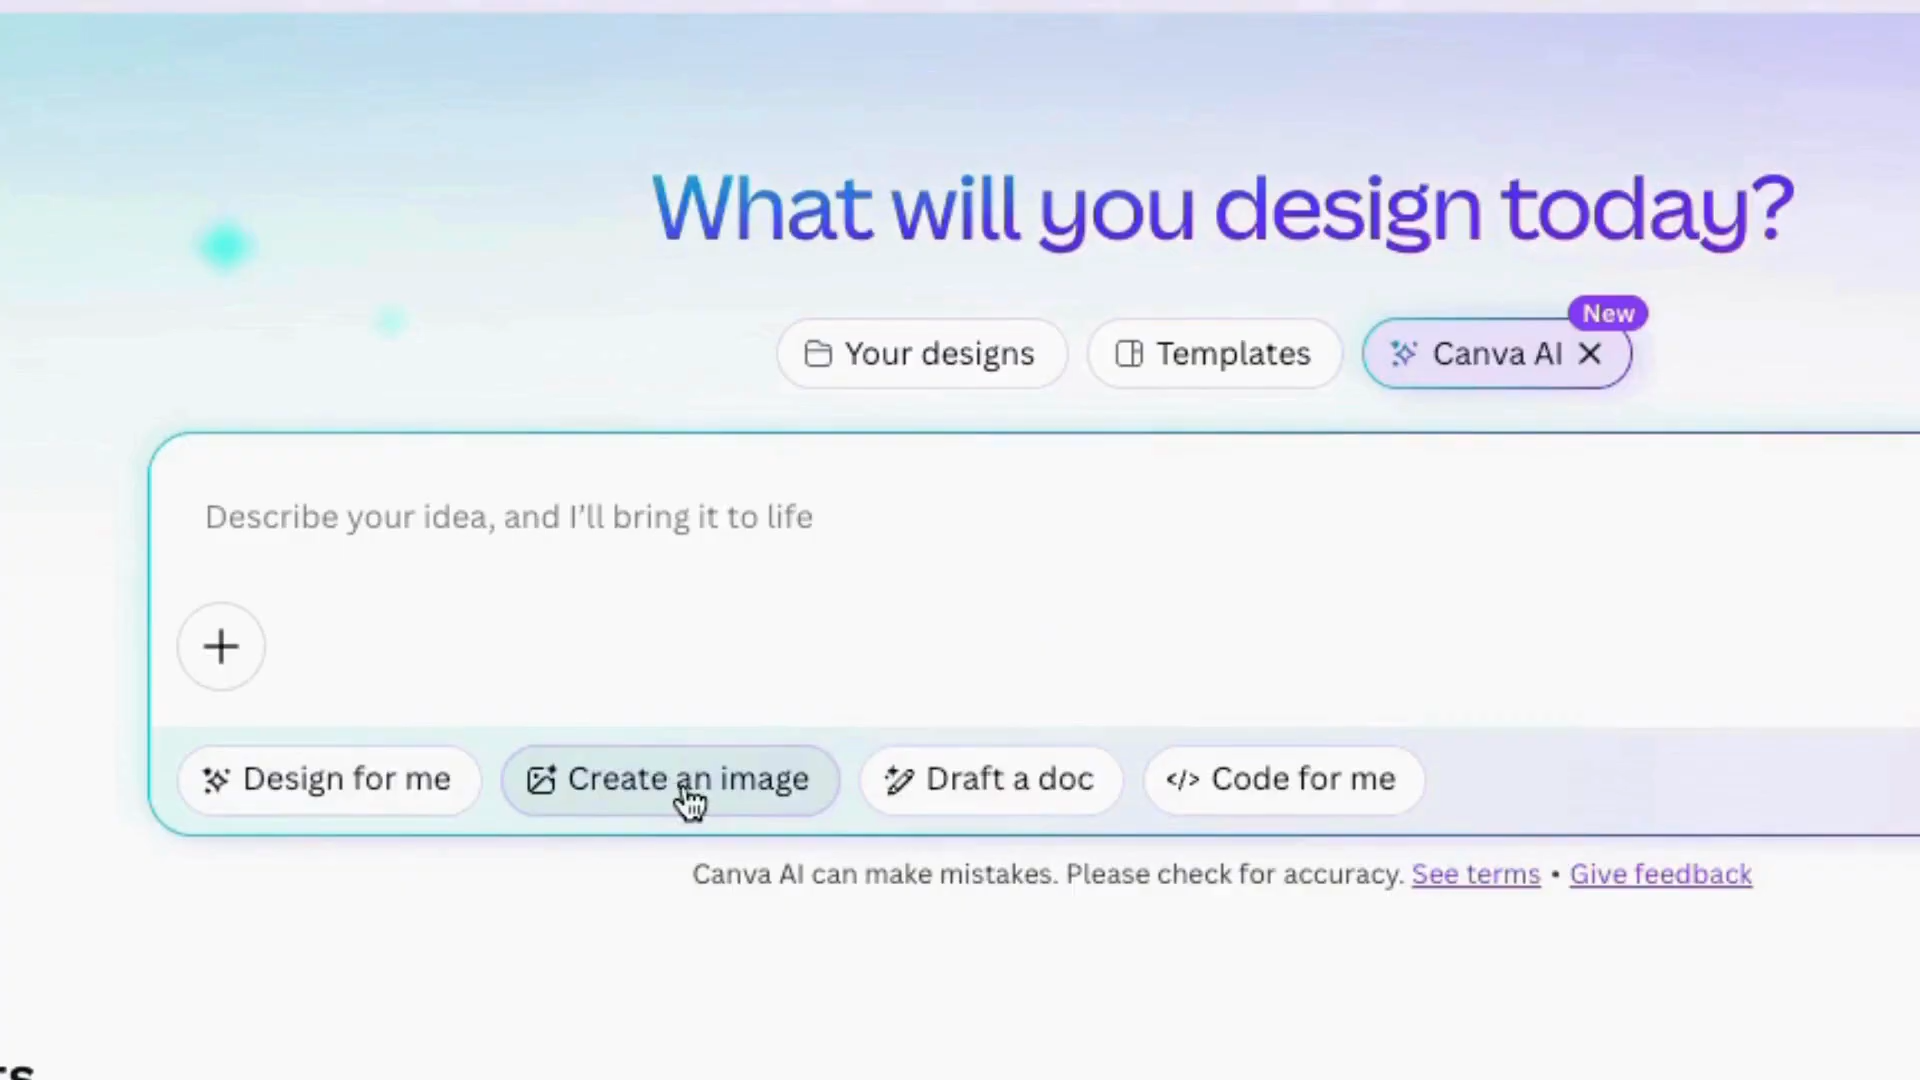 What will you design today?
New
Your designs
Templates
Canva AI
Describe your idea, and I'll bring it to life
Design for me
Create an image
Draft a doc
Code for me
Canva AI can make mistakes. Please check for accuracy. See terms • Give feedback